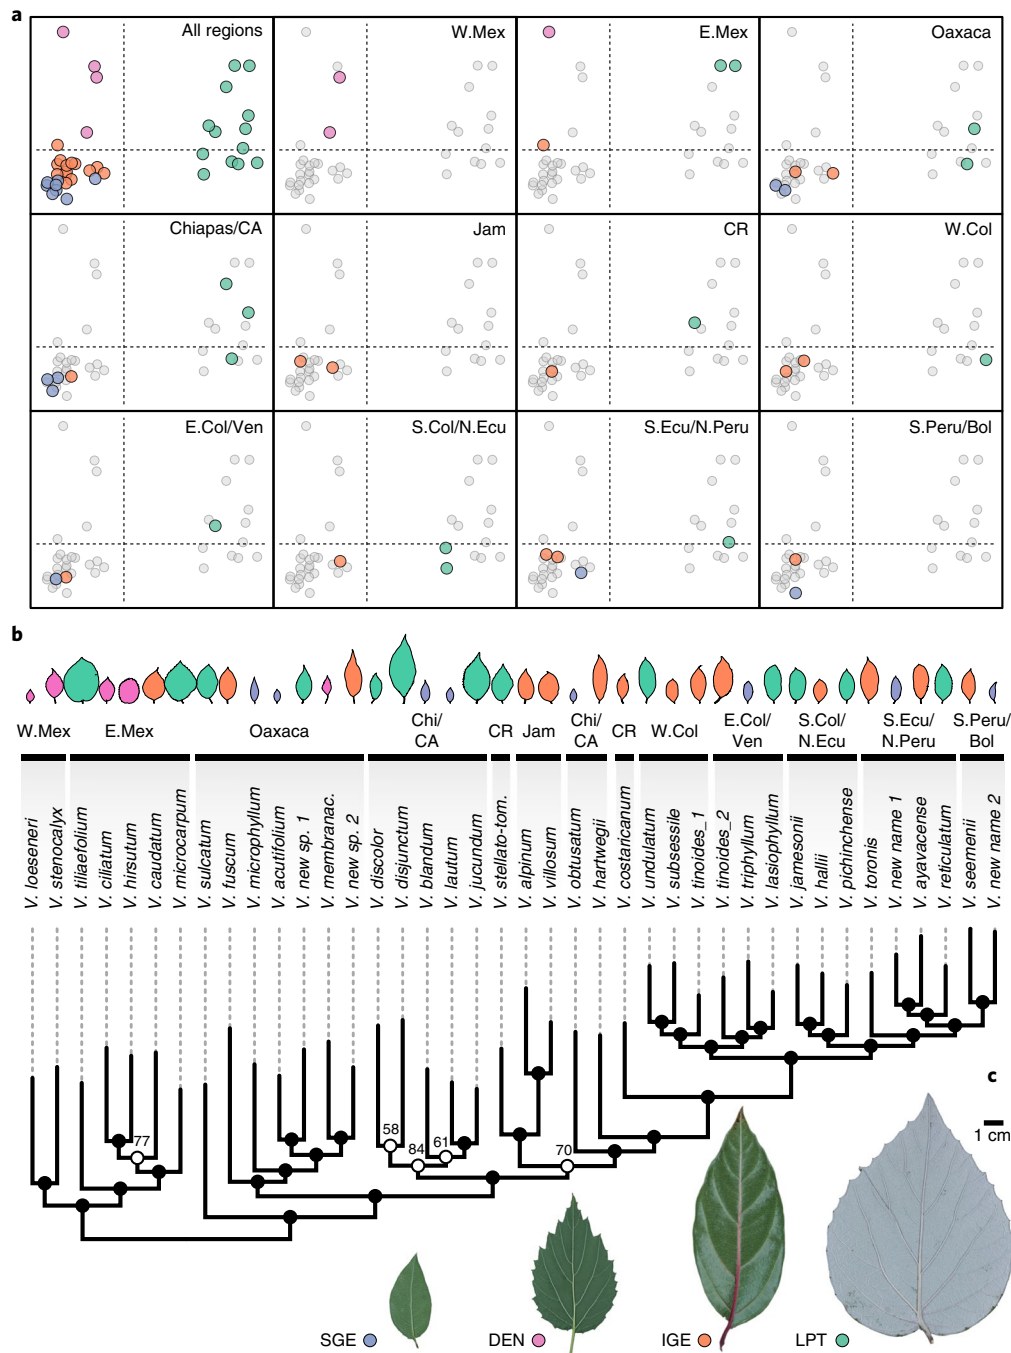 a
All regions
W.Mex
E.Mex
Oaxaca
Chiapas/CA
Jam
CR
W.Col
E.Col/Ven
S.Col/N.Ecu
S.Ecu/N.Peru
S.Peru/Bol
b
W.Mex
E.Mex
Oaxaca
Chi/
CA
CR
Jam
Chi/
CA
CR
W.Col
E.Col/
Ven
S.Col/
N.Ecu
S.Ecu/
N.Peru
S.Peru/
Bol
V. loeseneri
V. stenocalyx
V. tiliaefolium
V. ciliatum
V. hirsutum
V. caudatum
V. microcarpum
V. sulcatum
V. fuscum
V. microphyllum
V. acutifolium
V. new sp. 1
V. membranac.
V. new sp. 2
V. discolor
V. disjunctum
V. blandum
V. lautum
V. jucundum
V. stellato-tom.
V. alpinum
V. villosum
V. obtusatum
V. hartwegii
V. costaricanum
V. undulatum
V. subsessile
V. tinoides_1
V. tinoides_2
V. triphyllum
V. lasiophyllum
V. jamesonii
V. hallii
V. pichinchense
V. toronis
V. new name 1
V. ayavacense
V. reticulatum
V. seemenii
V. new name 2
77
58
84
61
70
c
1 cm
SGE
DEN
IGE
LPT